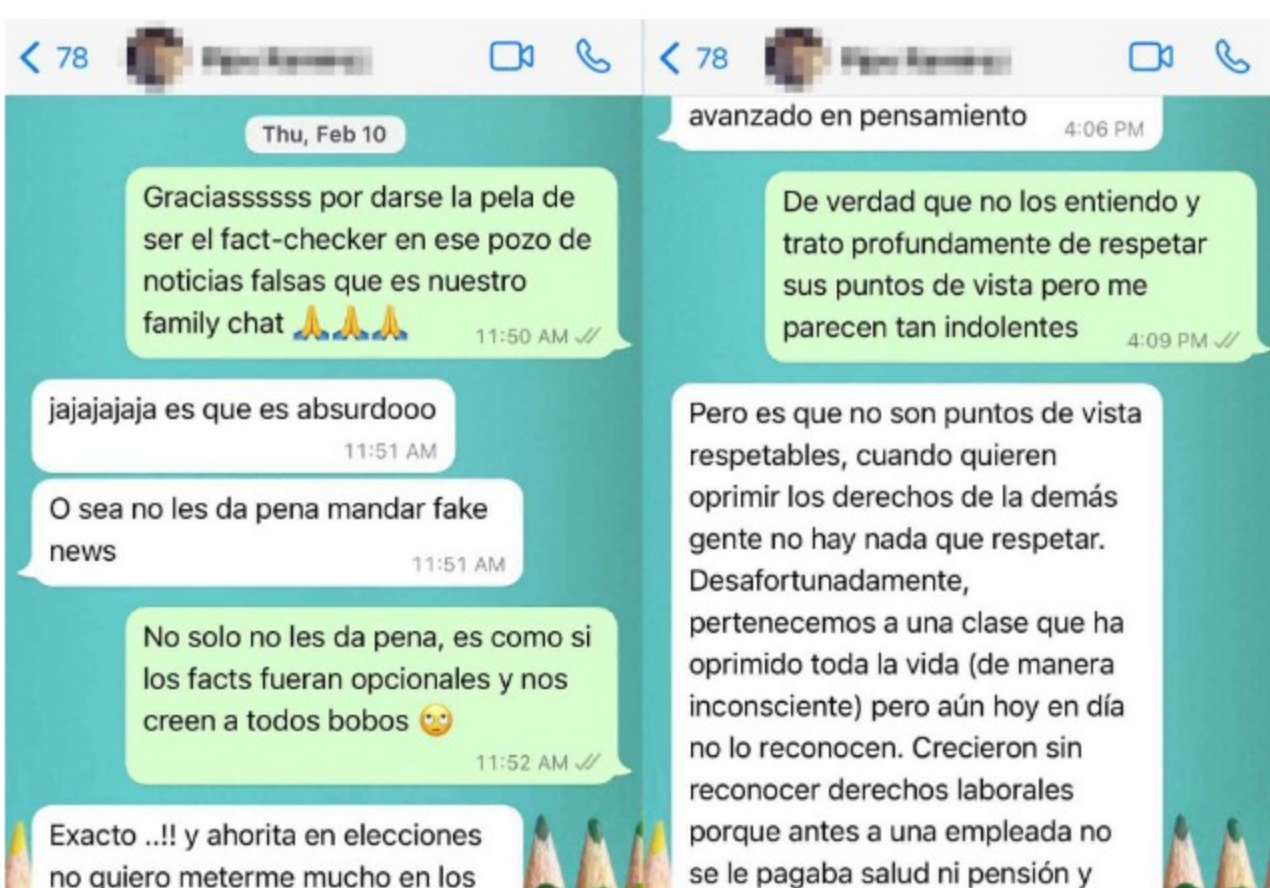 78
Thu, Feb 10
Graciassssss por darse la pela de
ser el fact-checker en ese pozo de
noticias falsas que es nuestro
family chat 🙏🙏🙏 11:50 AM
jajajajaja es que es absurdooo
11:51 AM
O sea no les da pena mandar fake
news 11:51 AM
No solo no les da pena, es como si
los facts fueran opcionales y nos
creen a todos bobos 🙄
11:52 AM
Exacto ..!! y ahorita en elecciones
no quiero meterme mucho en los
78
avanzado en pensamiento 4:06 PM
De verdad que no los entiendo y
trato profundamente de respetar
sus puntos de vista pero me
parecen tan indolentes 4:09 PM
Pero es que no son puntos de vista
respetables, cuando quieren
oprimir los derechos de la demás
gente no hay nada que respetar.
Desafortunadamente,
pertenecemos a una clase que ha
oprimido toda la vida (de manera
inconsciente) pero aún hoy en día
no lo reconocen. Crecieron sin
reconocer derechos laborales
porque antes a una empleada no
se le pagaba salud ni pensión y